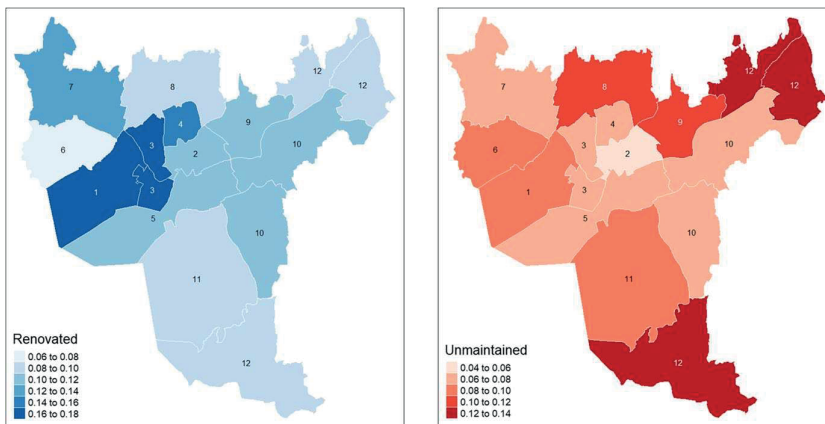 7
8
12
12
4
9
6
3
2
10
1
3
5
10
11
12
Renovated
0.06 to 0.08
0.08 to 0.10
0.10 to 0.12
0.12 to 0.14
0.14 to 0.16
0.16 to 0.18
7
8
12
12
4
9
6
3
2
10
1
3
5
10
11
12
Unmaintained
0.04 to 0.06
0.06 to 0.08
0.08 to 0.10
0.10 to 0.12
0.12 to 0.14